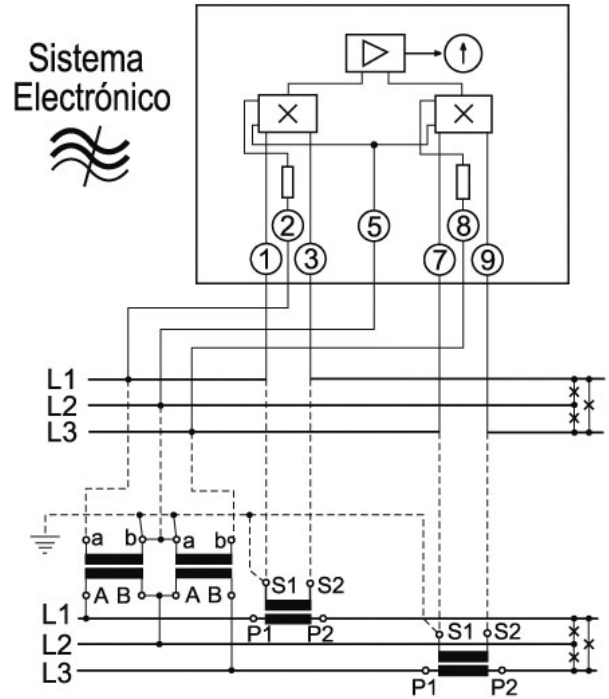 Sistema
Electrónico
2
5
8
1
3
7
9
L1
L2
L3
a
b
a
b
A
B
A
B
S1
S2
L1
P1
P2
S1
S2
L2
L3
P1
P2